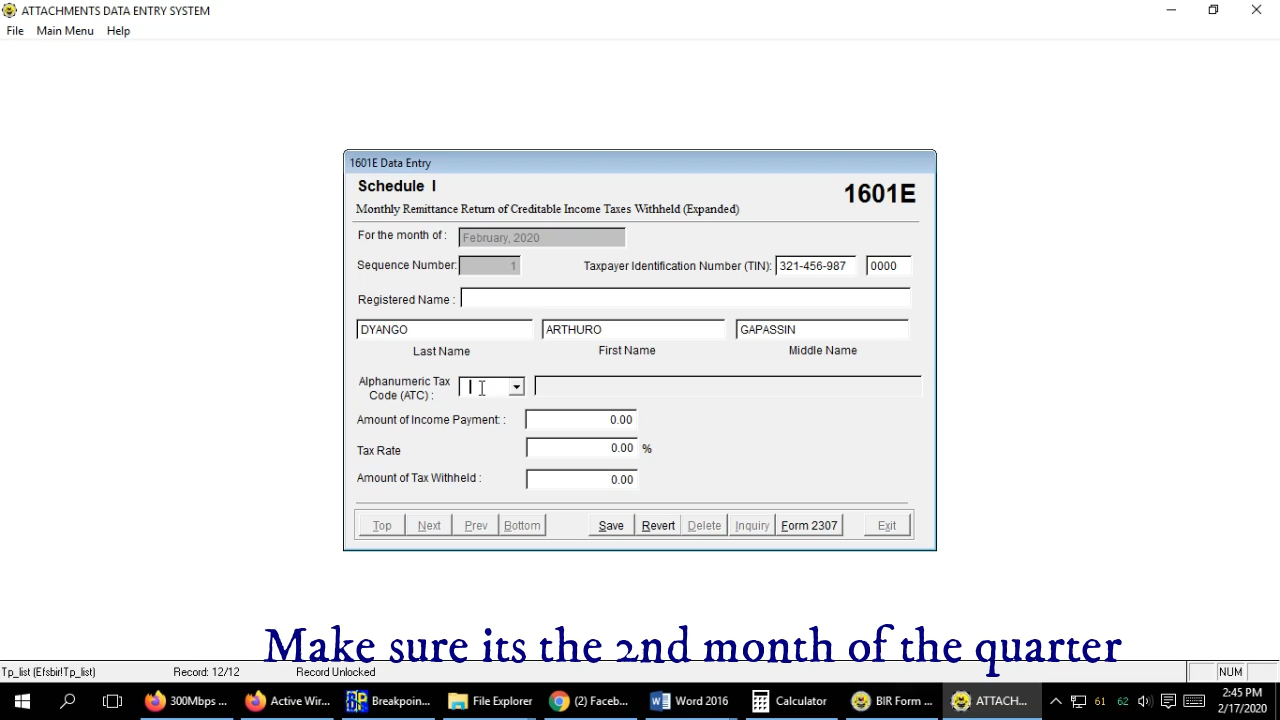 ATTACHMENTS DATA ENTRY SYSTEM
File Main Menu Help
1601E Data Entry
Schedule I
1601E
Monthly Remittance Return of Creditable Income Taxes Withheld (Expanded)
For the month of : February, 2020
Sequence Number: 1 Taxpayer Identification Number (TIN): 321-456-987 0000
Registered Name :
DYANGO ARTHURO GAPASSIN
Last Name First Name Middle Name
Alphanumeric Tax
Code (ATC) :
Amount of Income Payment: : 0.00
Tax Rate 0.00 %
Amount of Tax Withheld : 0.00
Top Next Prev Bottom Save Revert Delete Inquiry Form 2307 Exit
Make sure its the 2nd month of the quarter
Tp_list (Efsbir!Tp_list) Record: 12/12 Record Unlocked NUM
300Mbps ... Active Wir... Breakpoin... File Explorer (2) Faceb... Word 2016 Calculator BIR Form ... ATTACH... 61 62 2:45 PM
2/17/2020